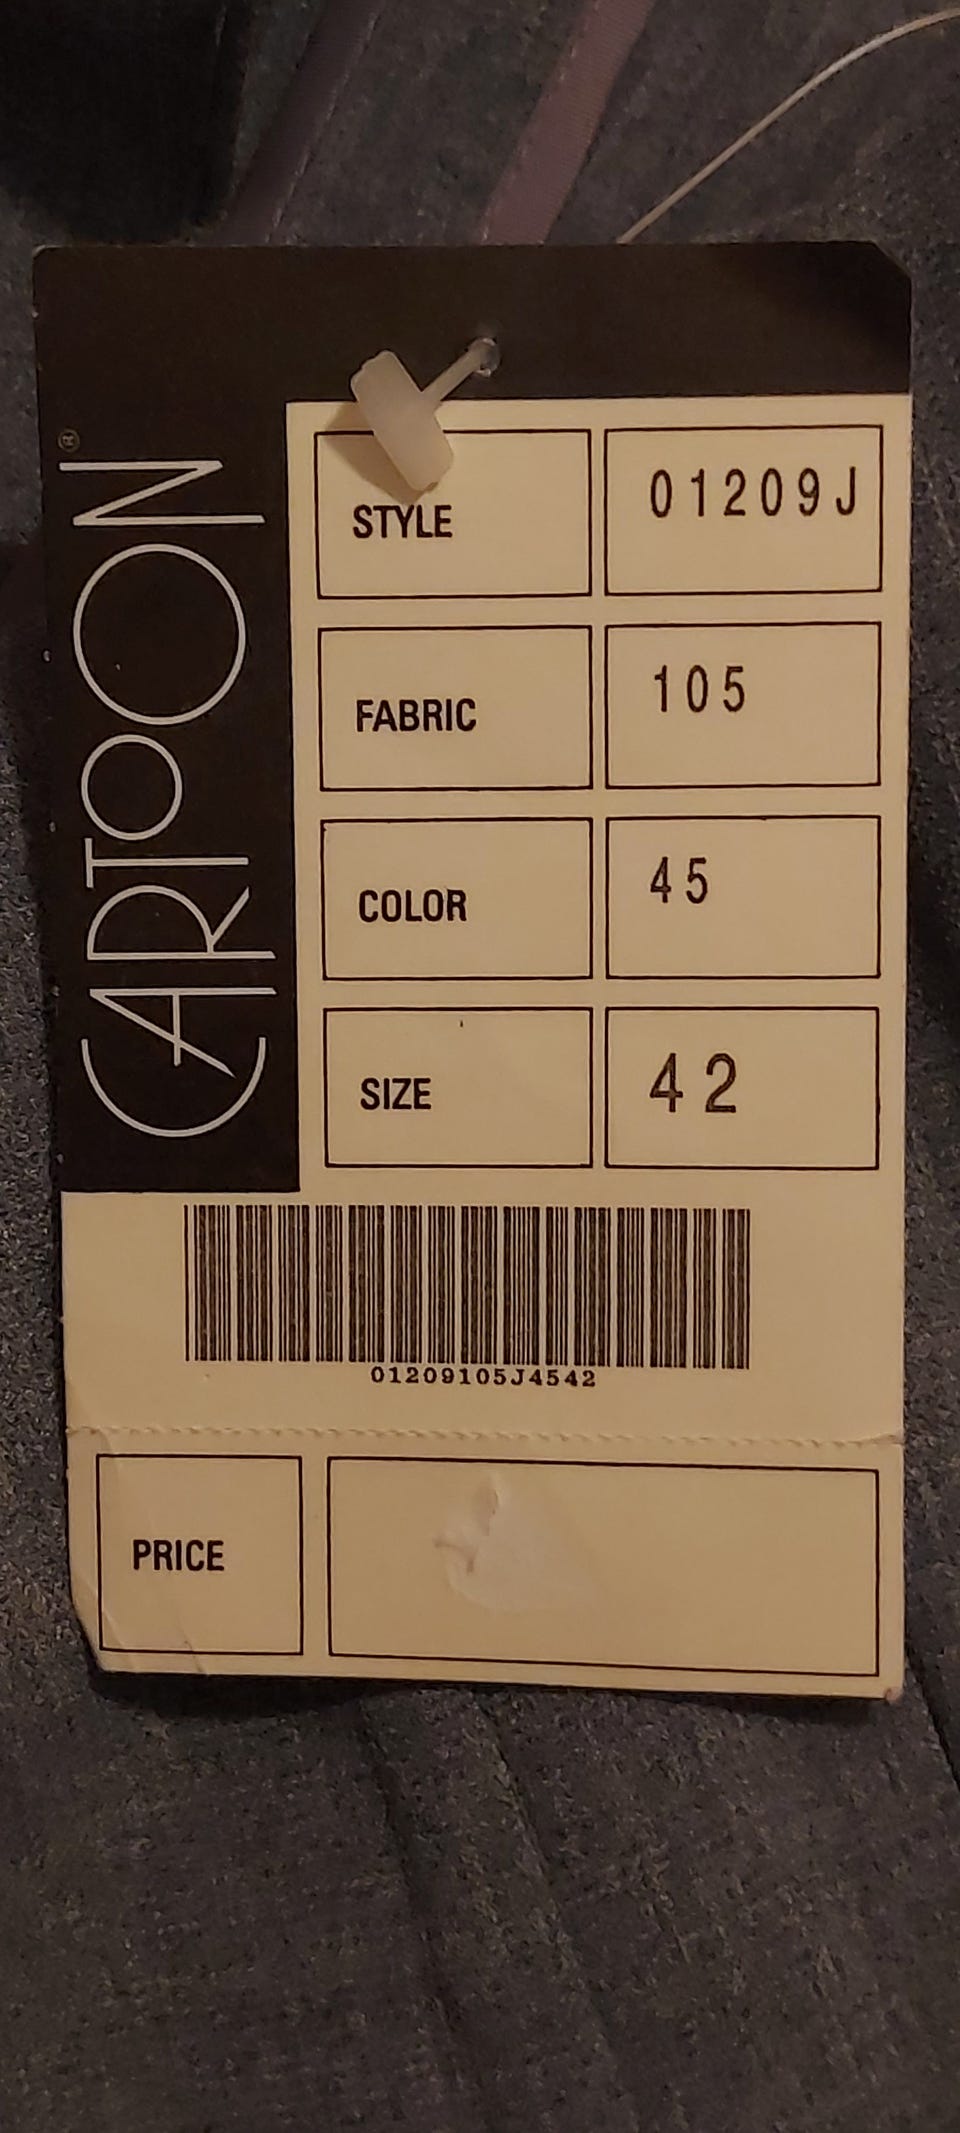 CARTOON®
STYLE 01209J
FABRIC 105
COLOR 45
SIZE 42
01209105J4542
PRICE